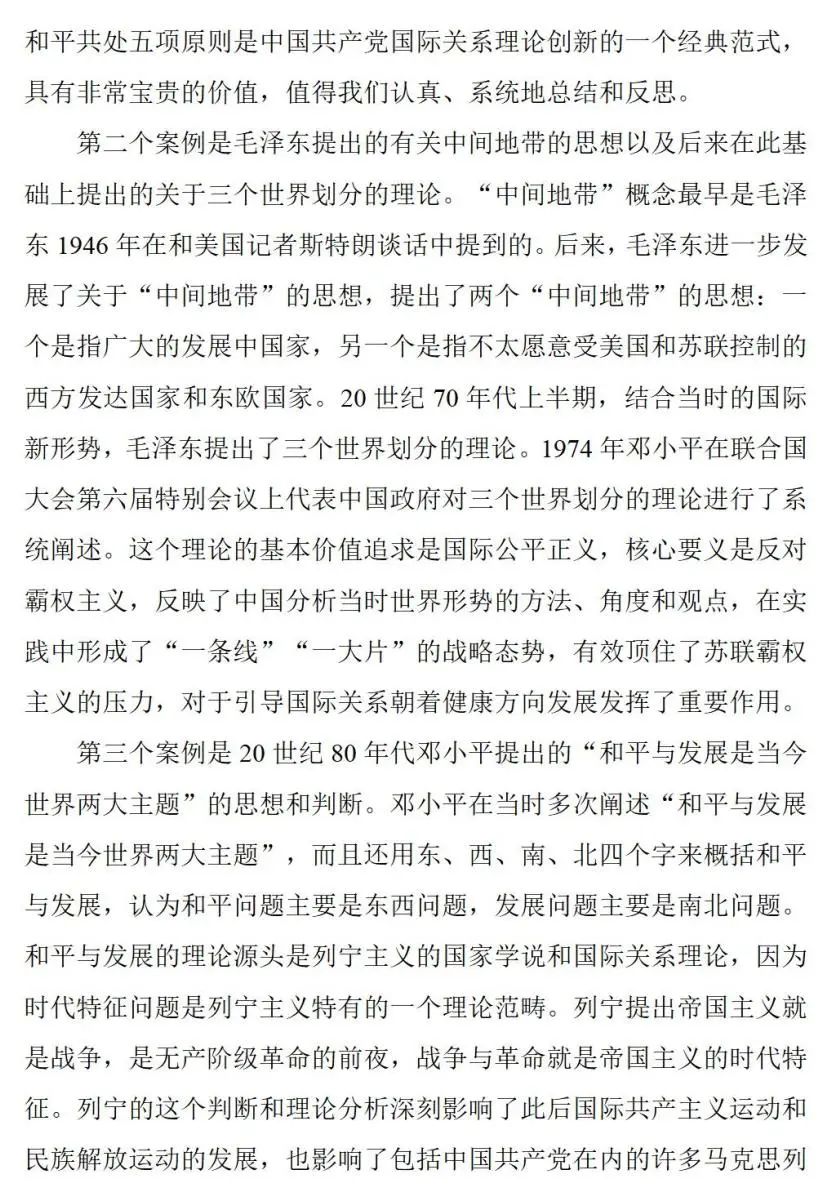 和平共处五项原则是中国共产党国际关系理论创新的一个经典范式，
具有非常宝贵的价值，值得我们认真、系统地总结和反思。
第二个案例是毛泽东提出的有关中间地带的思想以及后来在此基
础上提出的关于三个世界划分的理论。“中间地带”概念最早是毛泽
东 1946 年在和美国记者斯特朗谈话中提到的。后来，毛泽东进一步发
展了关于“中间地带”的思想，提出了两个“中间地带”的思想：一
个是指广大的发展中国家，另一个是指不太愿意受美国和苏联控制的
西方发达国家和东欧国家。20 世纪 70 年代上半期，结合当时的国际
新形势，毛泽东提出了三个世界划分的理论。1974 年邓小平在联合国
大会第六届特别会议上代表中国政府对三个世界划分的理论进行了系
统阐述。这个理论的基本价值追求是国际公平正义，核心要义是反对
霸权主义，反映了中国分析当时世界形势的方法、角度和观点，在实
践中形成了“一条线”“一大片”的战略态势，有效顶住了苏联霸权
主义的压力，对于引导国际关系朝着健康方向发展发挥了重要作用。
第三个案例是 20 世纪 80 年代邓小平提出的“和平与发展是当今
世界两大主题”的思想和判断。邓小平在当时多次阐述“和平与发展
是当今世界两大主题”，而且还用东、西、南、北四个字来概括和平
与发展，认为和平问题主要是东西问题，发展问题主要是南北问题。
和平与发展的理论源头是列宁主义的国家学说和国际关系理论，因为
时代特征问题是列宁主义特有的一个理论范畴。列宁提出帝国主义就
是战争，是无产阶级革命的前夜，战争与革命就是帝国主义的时代特
征。列宁的这个判断和理论分析深刻影响了此后国际共产主义运动和
民族解放运动的发展，也影响了包括中国共产党在内的许多马克思列